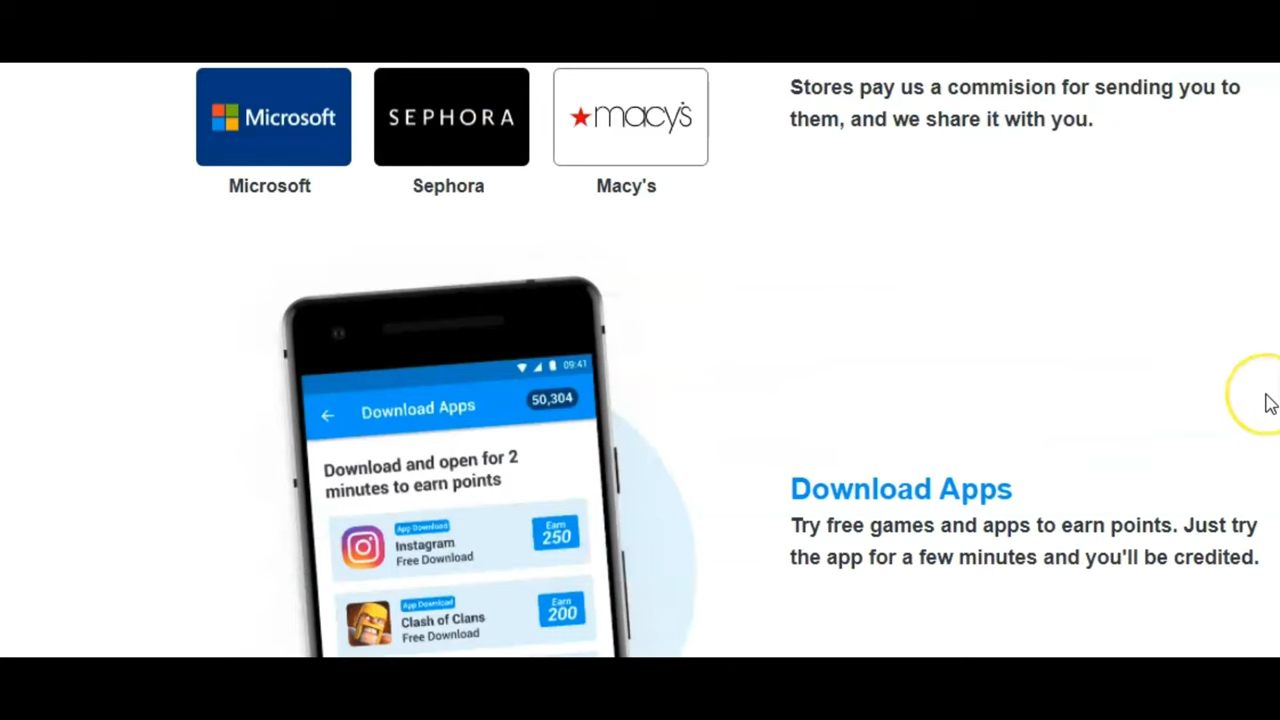 Microsoft
SEPHORA
macy's
Stores pay us a commision for sending you to
them, and we share it with you.
Microsoft
Sephora
Macy's
09:41
Download Apps
50,304
Download and open for 2
minutes to earn points
App Download
Instagram
Free Download
Earn
250
App Download
Clash of Clans
Free Download
Earn
200
Download Apps
Try free games and apps to earn points. Just try
the app for a few minutes and you'll be credited.